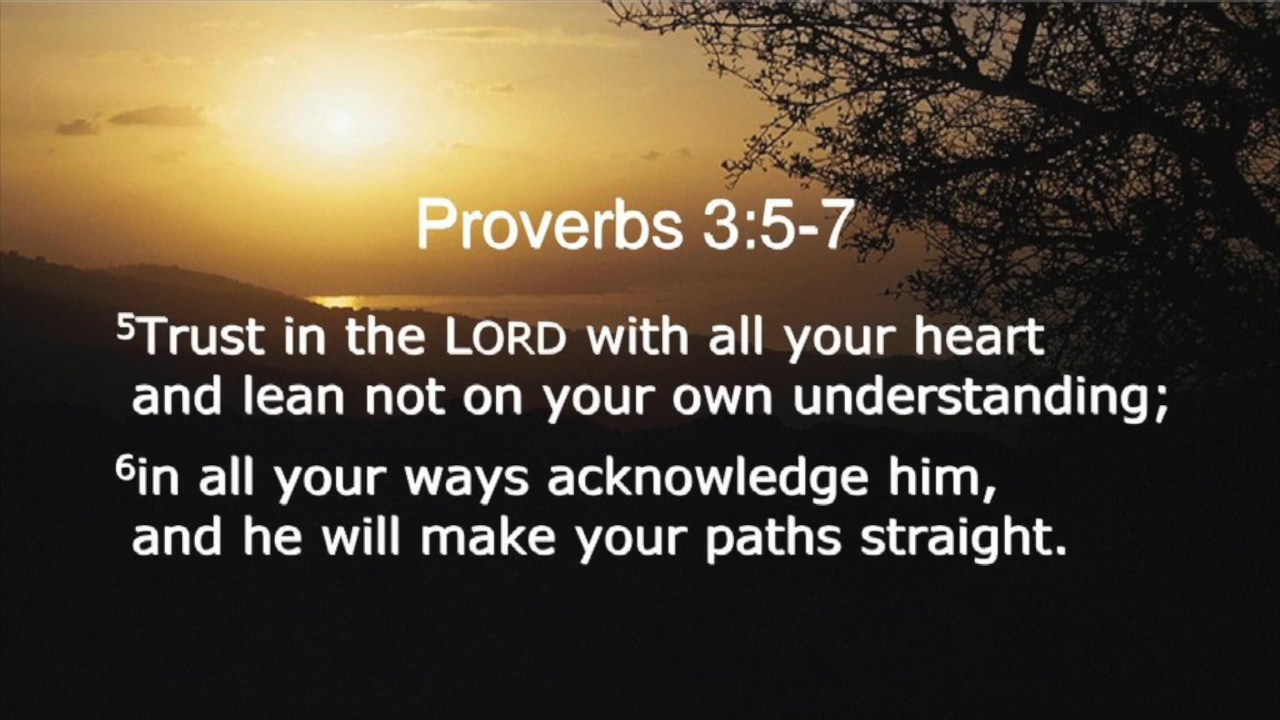 Proverbs 3:5-7
⁵Trust in the LORD with all your heart
and lean not on your own understanding;
⁶in all your ways acknowledge him,
and he will make your paths straight.